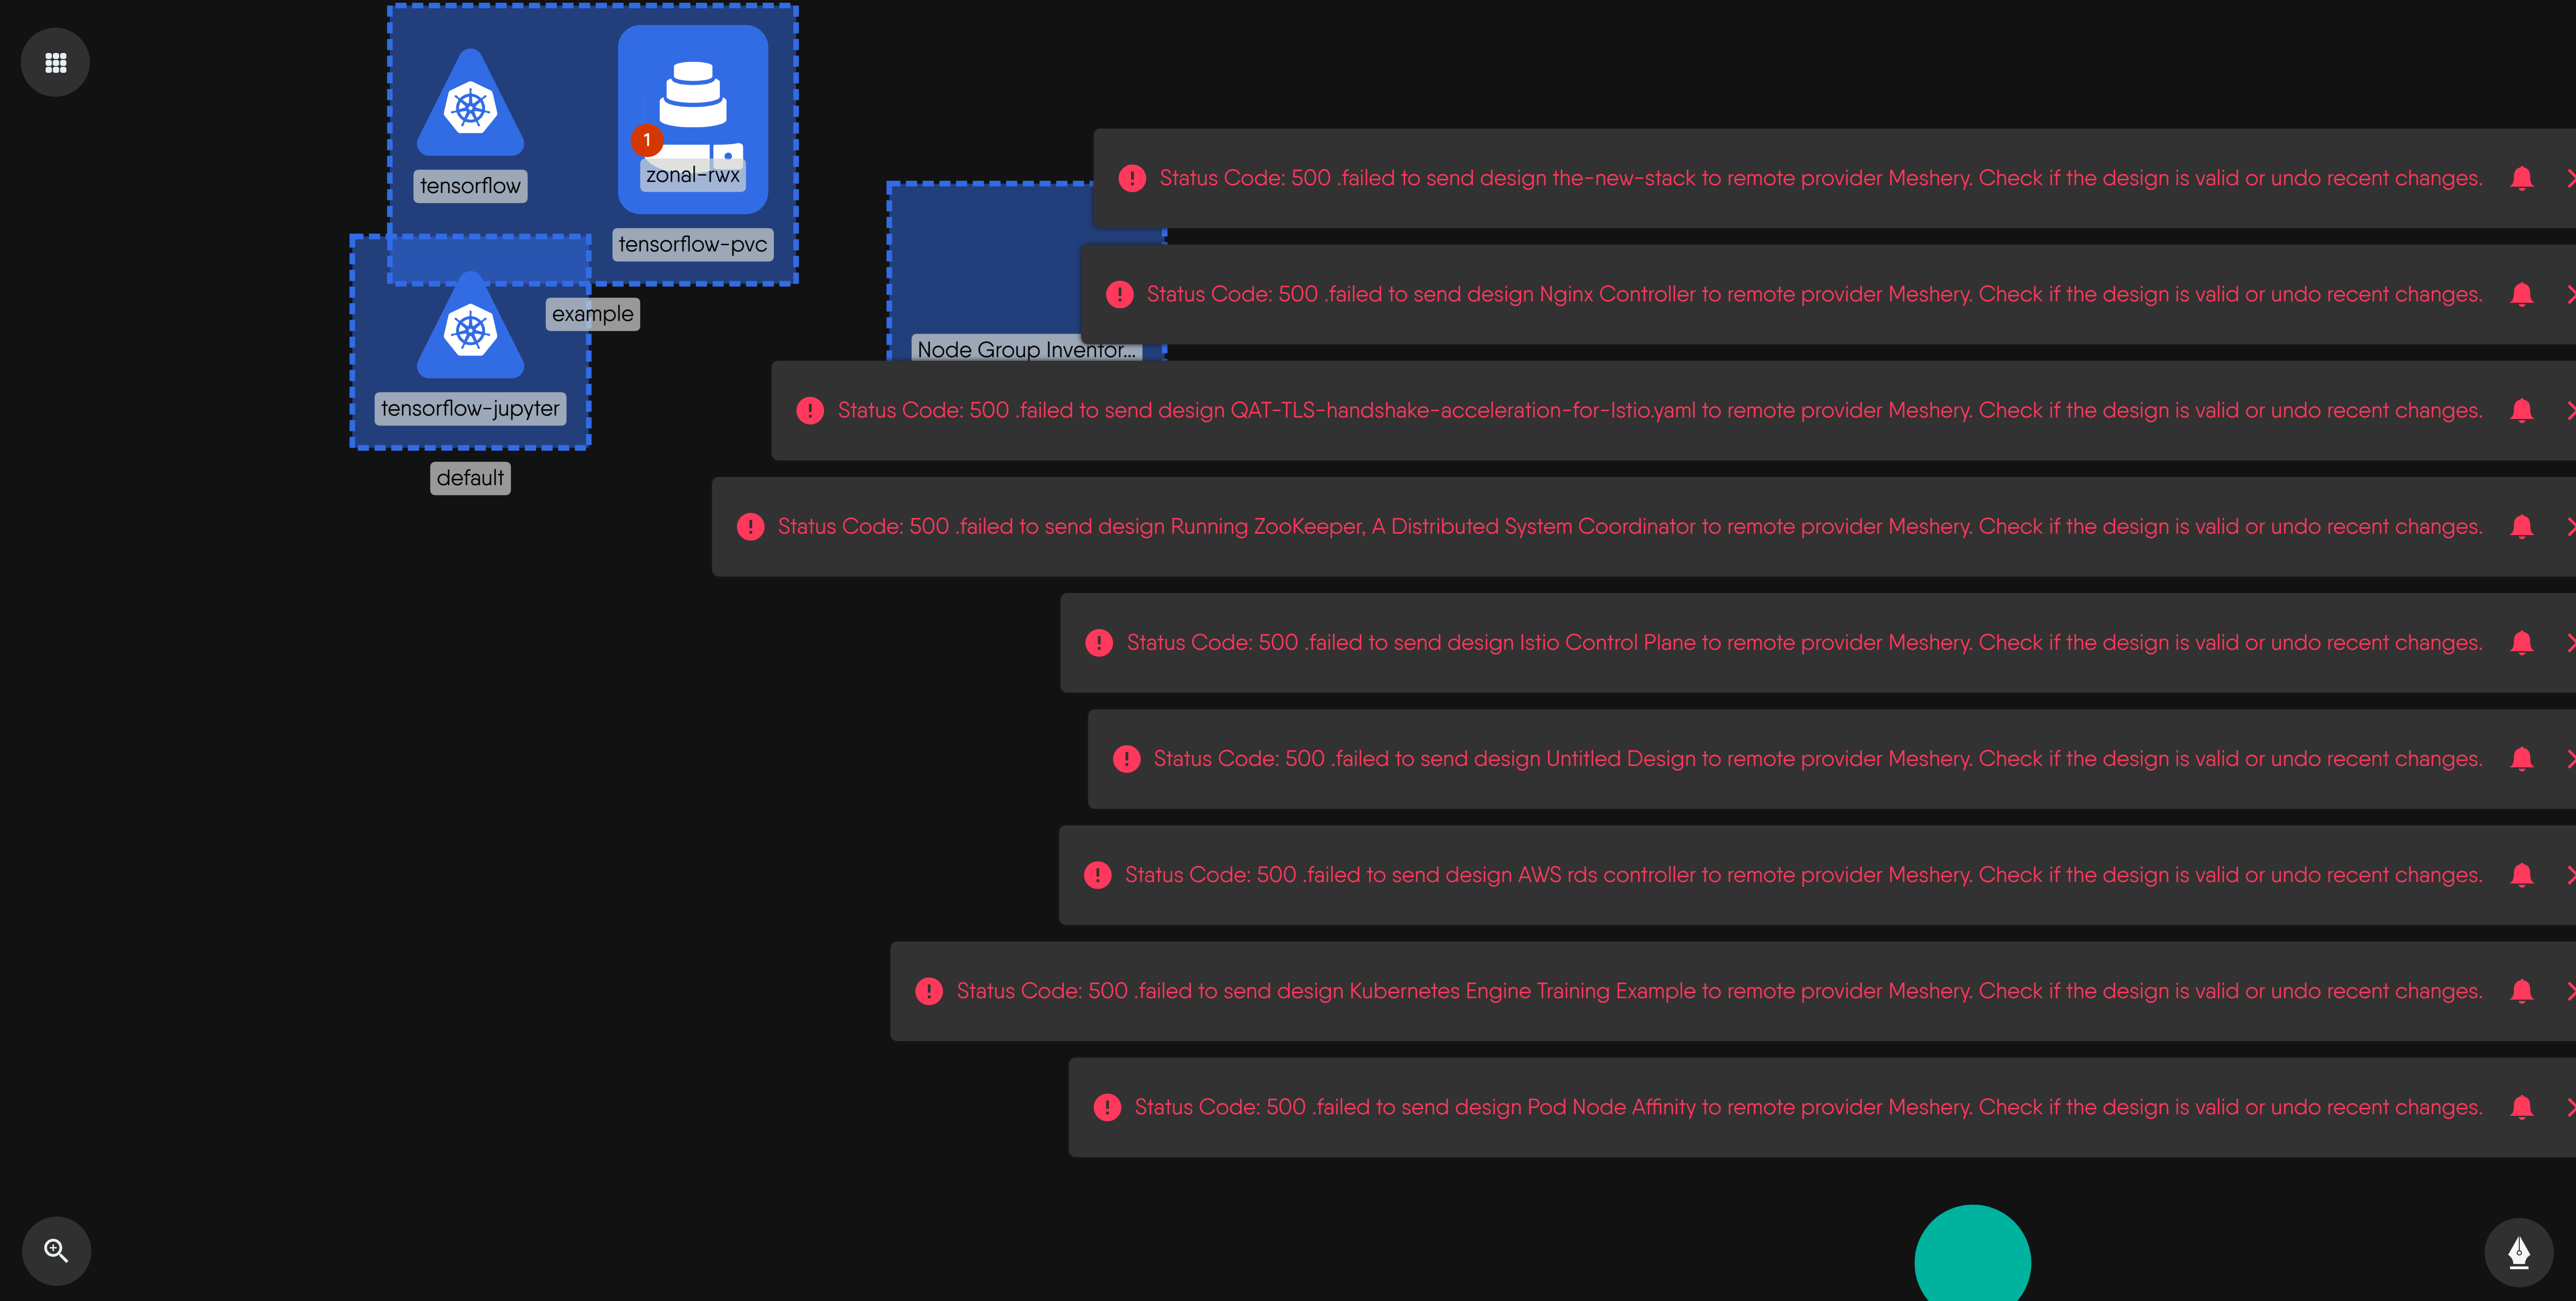 tensorflow
1
zonal-rwx
tensorflow-pvc
example
tensorflow-jupyter
default
Node Group Inventor...
Status Code: 500 .failed to send design the-new-stack to remote provider Meshery. Check if the design is valid or undo recent changes.
Status Code: 500 .failed to send design Nginx Controller to remote provider Meshery. Check if the design is valid or undo recent changes.
Status Code: 500 .failed to send design QAT-TLS-handshake-acceleration-for-Istio.yaml to remote provider Meshery. Check if the design is valid or undo recent changes.
Status Code: 500 .failed to send design Running ZooKeeper, A Distributed System Coordinator to remote provider Meshery. Check if the design is valid or undo recent changes.
Status Code: 500 .failed to send design Istio Control Plane to remote provider Meshery. Check if the design is valid or undo recent changes.
Status Code: 500 .failed to send design Untitled Design to remote provider Meshery. Check if the design is valid or undo recent changes.
Status Code: 500 .failed to send design AWS rds controller to remote provider Meshery. Check if the design is valid or undo recent changes.
Status Code: 500 .failed to send design Kubernetes Engine Training Example to remote provider Meshery. Check if the design is valid or undo recent changes.
Status Code: 500 .failed to send design Pod Node Affinity to remote provider Meshery. Check if the design is valid or undo recent changes.